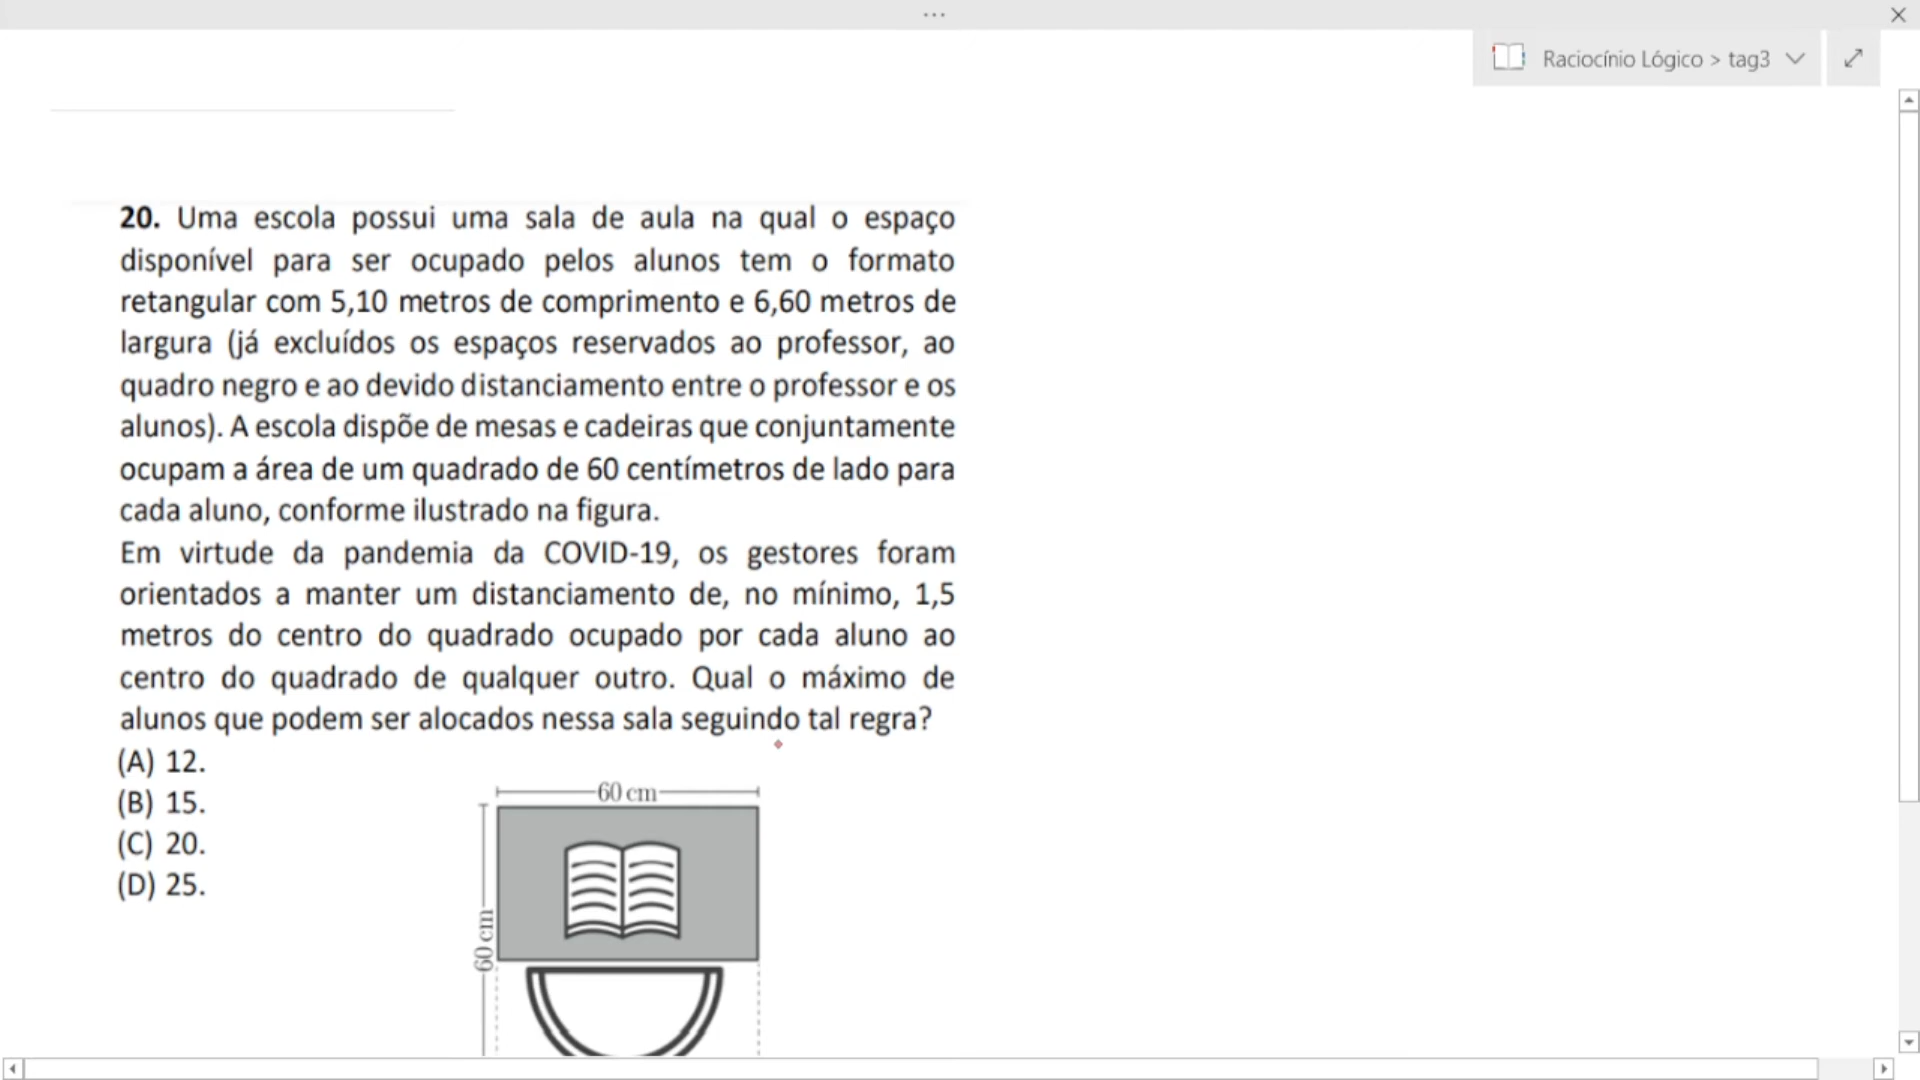 ...
Raciocínio Lógico > tag3
20. Uma escola possui uma sala de aula na qual o espaço
disponível para ser ocupado pelos alunos tem o formato
retangular com 5,10 metros de comprimento e 6,60 metros de
largura (já excluídos os espaços reservados ao professor, ao
quadro negro e ao devido distanciamento entre o professor e os
alunos). A escola dispõe de mesas e cadeiras que conjuntamente
ocupam a área de um quadrado de 60 centímetros de lado para
cada aluno, conforme ilustrado na figura.
Em virtude da pandemia da COVID-19, os gestores foram
orientados a manter um distanciamento de, no mínimo, 1,5
metros do centro do quadrado ocupado por cada aluno ao
centro do quadrado de qualquer outro. Qual o máximo de
alunos que podem ser alocados nessa sala seguindo tal regra?
(A) 12.
(B) 15.
(C) 20.
(D) 25.
60 cm
60 cm